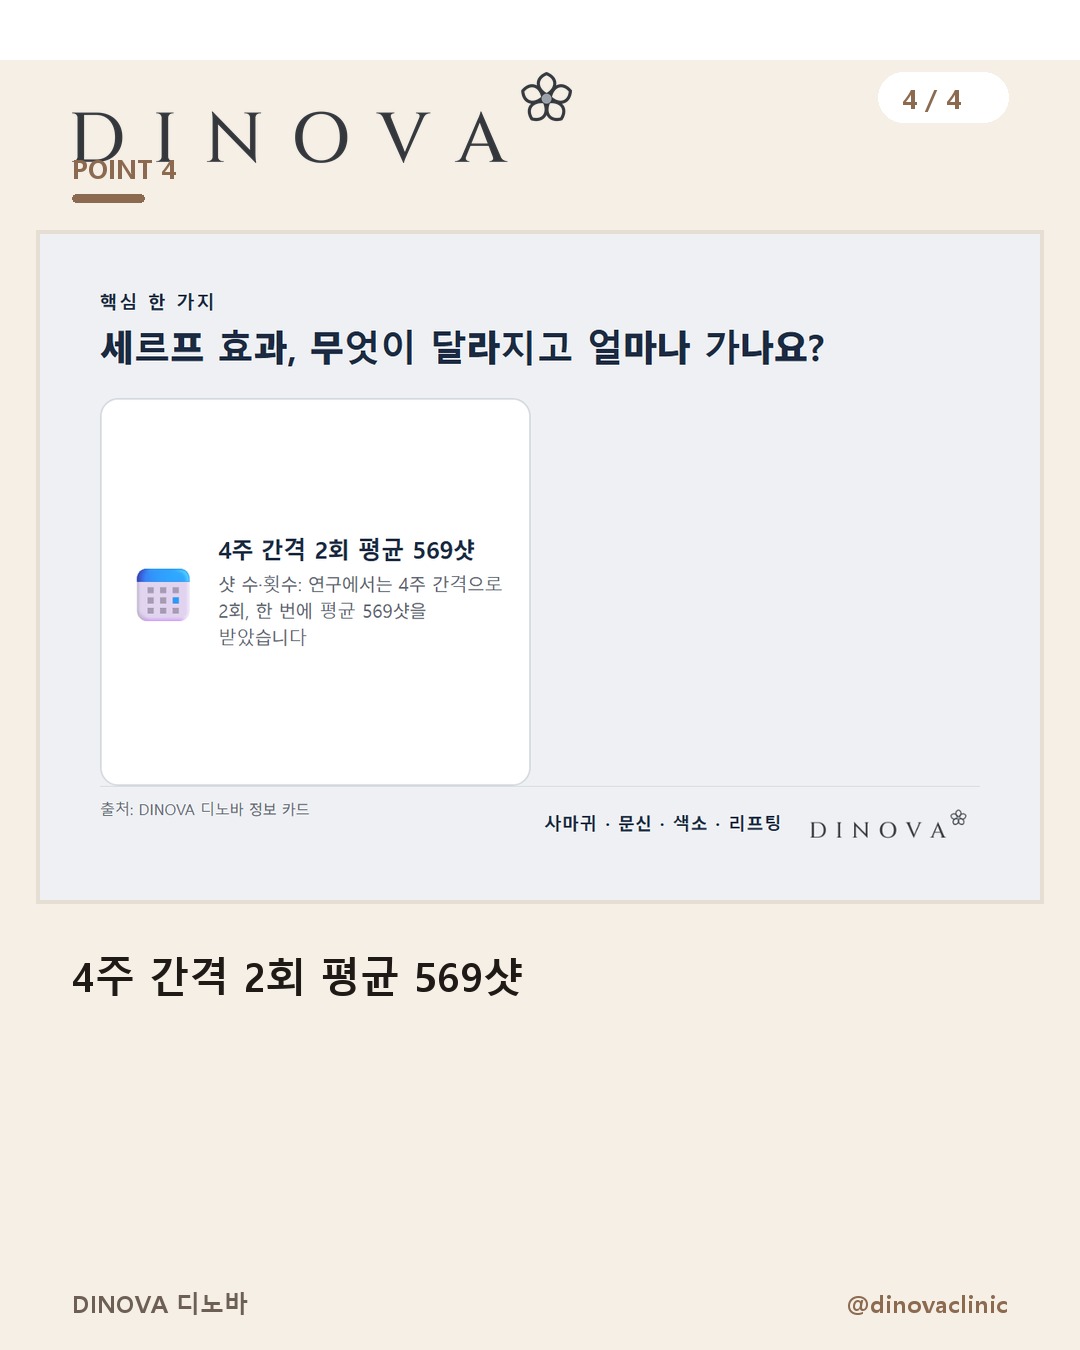 DINOVA
4 / 4
POINT 4
핵심 한 가지
세르프 효과, 무엇이 달라지고 얼마나 가나요?
4주 간격 2회 평균 569샷
샷 수·횟수: 연구에서는 4주 간격으로
2회, 한 번에 평균 569샷을
받았습니다
출처: DINOVA 디노바 정보 카드
사마귀 · 문신 · 색소 · 리프팅
DINOVA
4주 간격 2회 평균 569샷
DINOVA 디노바
@dinovaclinic